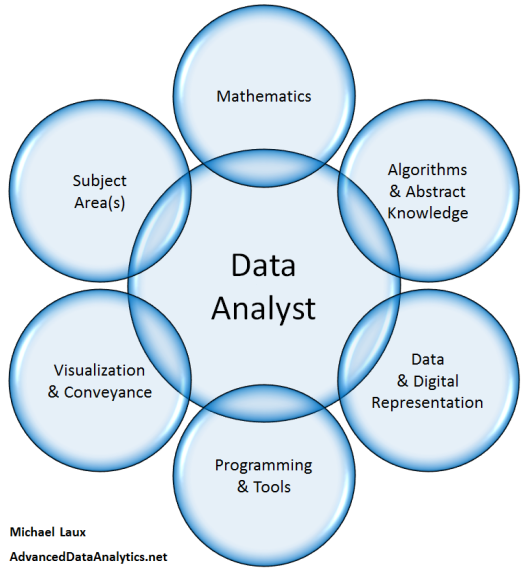 Mathematics
Algorithms
& Abstract
Knowledge
Subject
Area(s)
Data
Analyst
Visualization
& Conveyance
Data
& Digital
Representation
Programming
& Tools
Michael Laux
AdvancedDataAnalytics.net